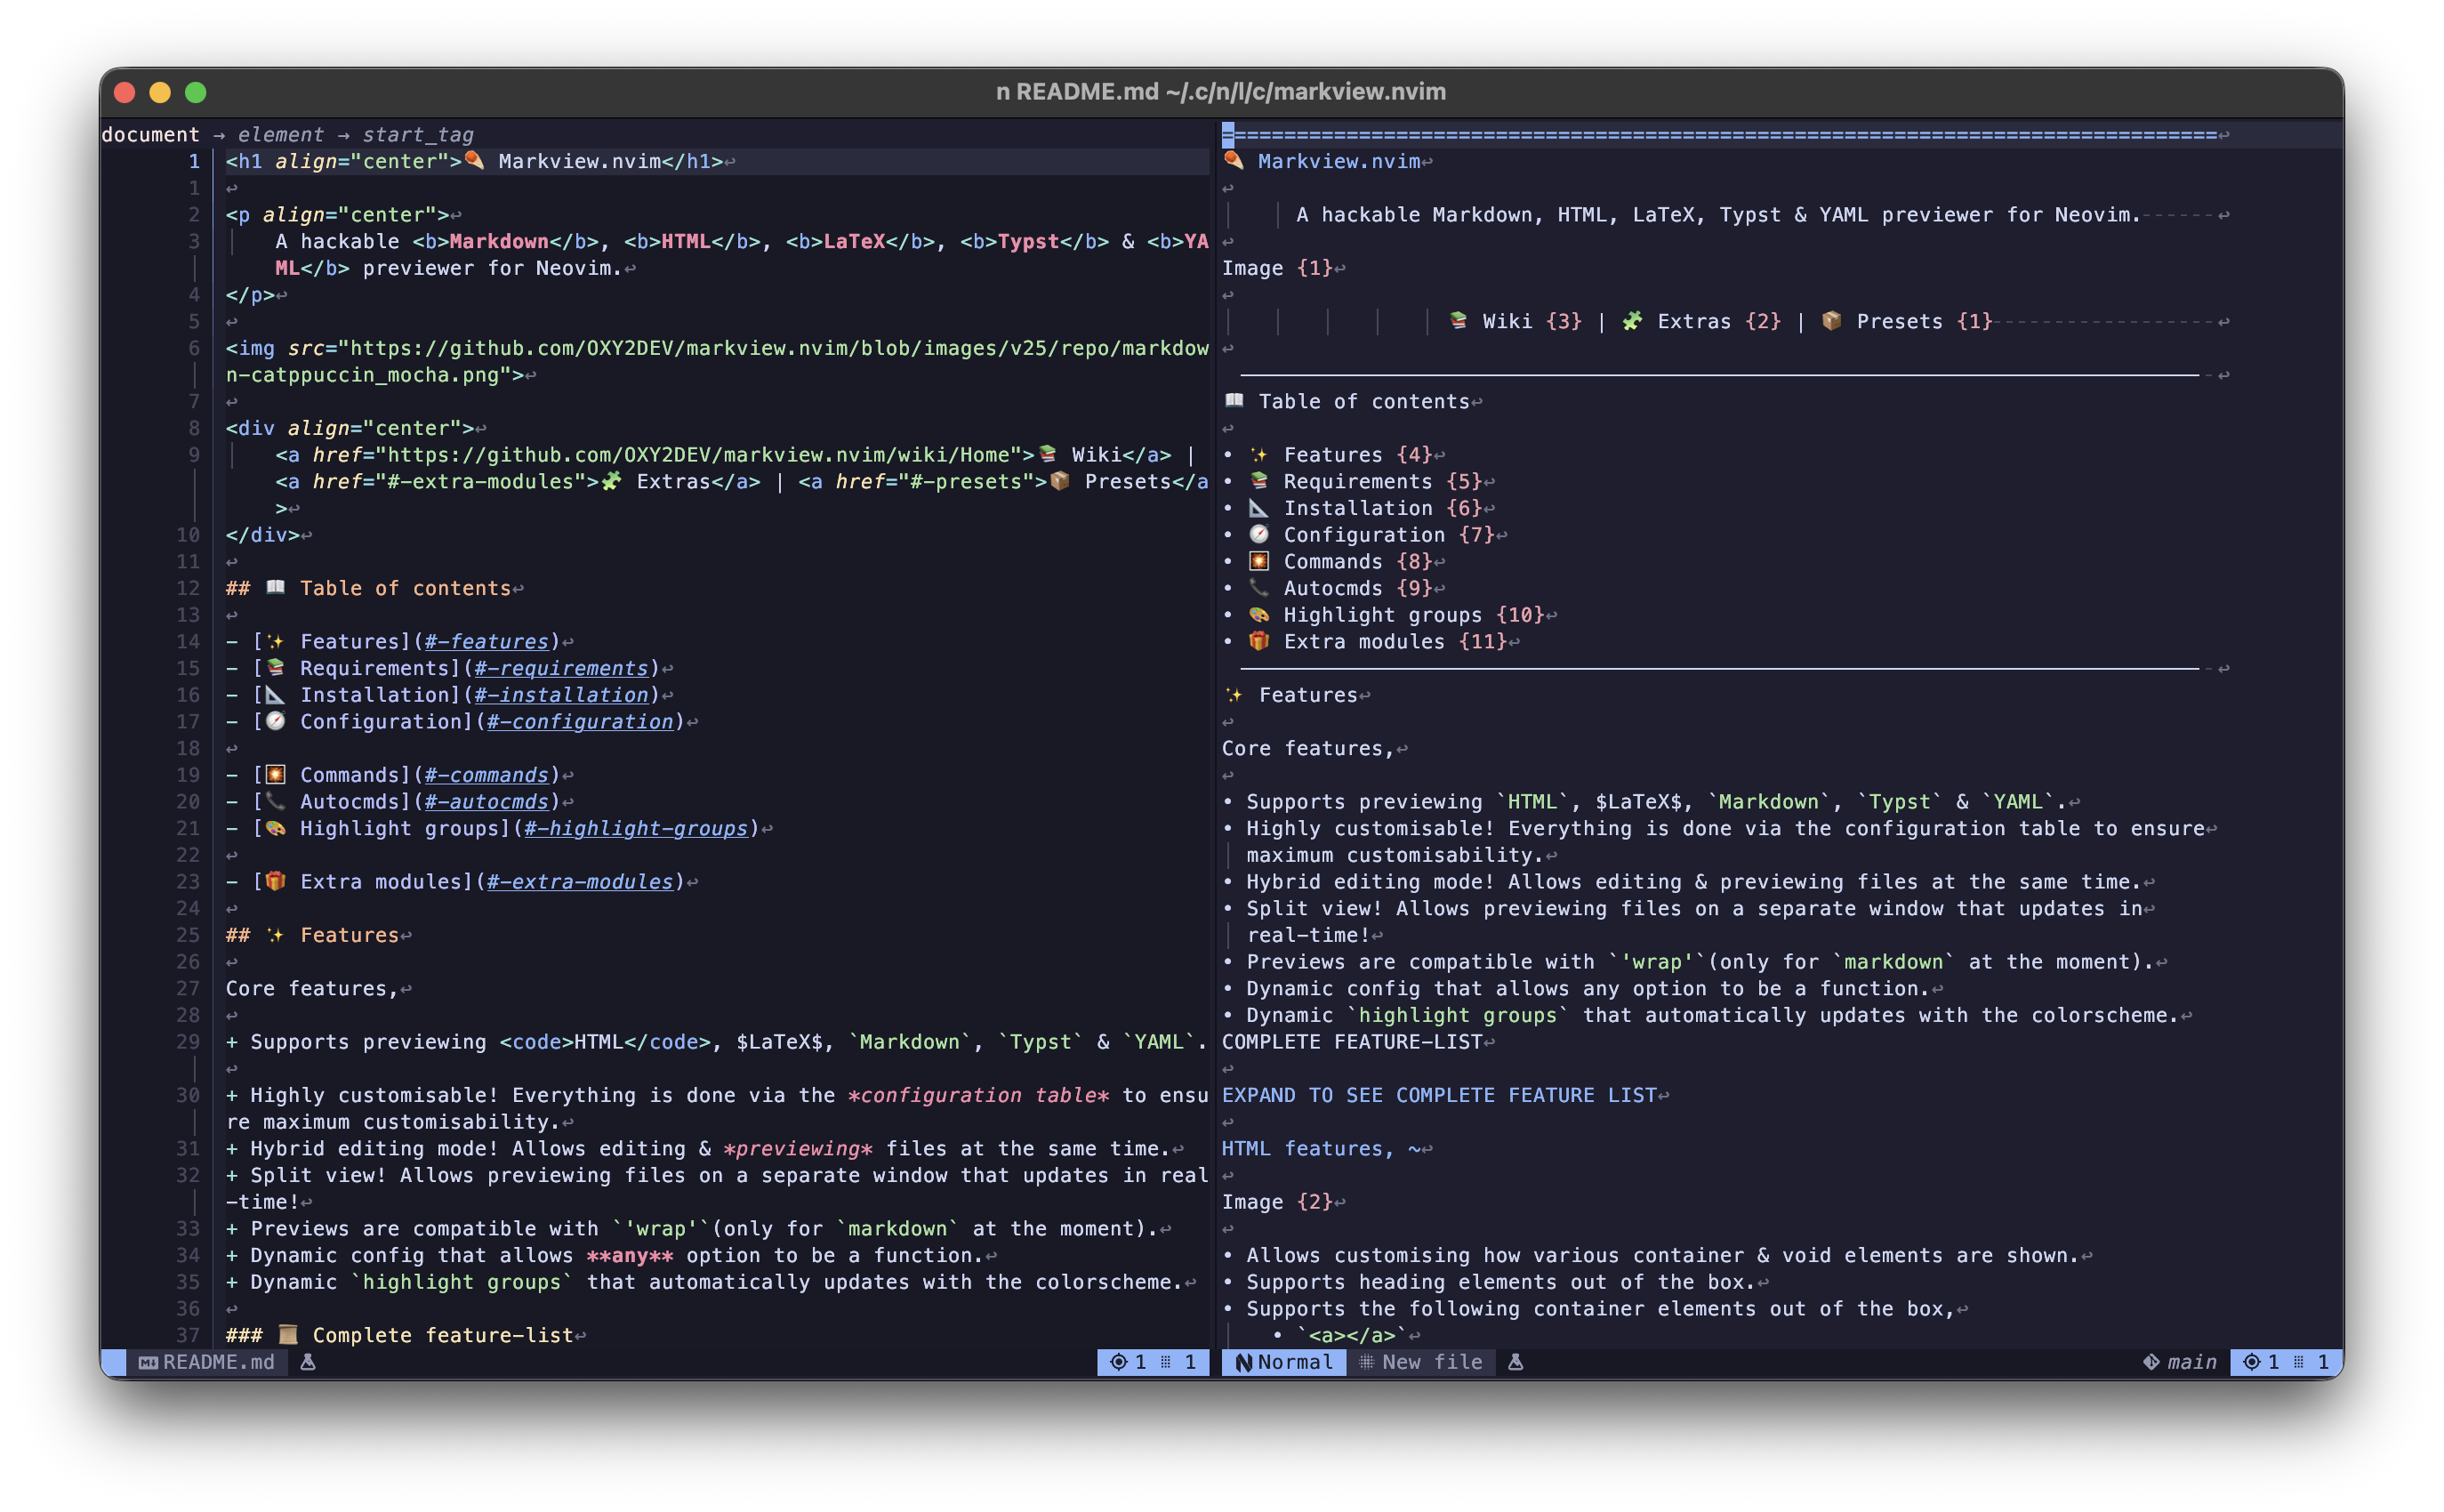 n README.md ~/.c/n/l/c/markview.nvim
document → element → start_tag
1 <h1 align="center">🍠 Markview.nvim</h1>↩
1 ↩
2 <p align="center">↩
3 A hackable <b>Markdown</b>, <b>HTML</b>, <b>LaTeX</b>, <b>Typst</b> & <b>YA
ML</b> previewer for Neovim.↩
4 </p>↩
5 ↩
6 <img src="https://github.com/OXY2DEV/markview.nvim/blob/images/v25/repo/markdow
n-catppuccin_mocha.png">↩
7 ↩
8 <div align="center">↩
9 <a href="https://github.com/OXY2DEV/markview.nvim/wiki/Home">📚 Wiki</a> |
<a href="#-extra-modules">🧩 Extras</a> | <a href="#-presets">📦 Presets</a
>↩
10 </div>↩
11 ↩
12 ## 📖 Table of contents↩
13 ↩
14 - [✨ Features](#-features)↩
15 - [📚 Requirements](#-requirements)↩
16 - [📐 Installation](#-installation)↩
17 - [🧭 Configuration](#-configuration)↩
18 ↩
19 - [🎇 Commands](#-commands)↩
20 - [📞 Autocmds](#-autocmds)↩
21 - [🎨 Highlight groups](#-highlight-groups)↩
22 ↩
23 - [🎁 Extra modules](#-extra-modules)↩
24 ↩
25 ## ✨ Features↩
26 ↩
27 Core features,↩
28 ↩
29 + Supports previewing <code>HTML</code>, $LaTeX$, `Markdown`, `Typst` & `YAML`.
↩
30 + Highly customisable! Everything is done via the *configuration table* to ensu
re maximum customisability.↩
31 + Hybrid editing mode! Allows editing & *previewing* files at the same time.↩
32 + Split view! Allows previewing files on a separate window that updates in real
-time!↩
33 + Previews are compatible with `'wrap'`(only for `markdown` at the moment).↩
34 + Dynamic config that allows **any** option to be a function.↩
35 + Dynamic `highlight groups` that automatically updates with the colorscheme.↩
36 ↩
37 ### 📜 Complete feature-list↩
README.md 1 1
===============================================================================↩
🍠 Markview.nvim↩
↩
A hackable Markdown, HTML, LaTeX, Typst & YAML previewer for Neovim.------↩
↩
Image {1}↩
↩
📚 Wiki {3} | 🧩 Extras {2} | 📦 Presets {1}------------------↩
↩
↩
📖 Table of contents↩
↩
• ✨ Features {4}↩
• 📚 Requirements {5}↩
• 📐 Installation {6}↩
• 🧭 Configuration {7}↩
• 🎇 Commands {8}↩
• 📞 Autocmds {9}↩
• 🎨 Highlight groups {10}↩
• 🎁 Extra modules {11}↩
↩
✨ Features↩
↩
Core features,↩
↩
• Supports previewing `HTML`, $LaTeX$, `Markdown`, `Typst` & `YAML`.↩
• Highly customisable! Everything is done via the configuration table to ensure↩
maximum customisability.↩
• Hybrid editing mode! Allows editing & previewing files at the same time.↩
• Split view! Allows previewing files on a separate window that updates in↩
real-time!↩
• Previews are compatible with `'wrap'`(only for `markdown` at the moment).↩
• Dynamic config that allows any option to be a function.↩
• Dynamic `highlight groups` that automatically updates with the colorscheme.↩
COMPLETE FEATURE-LIST↩
↩
EXPAND TO SEE COMPLETE FEATURE LIST↩
↩
HTML features, ~↩
↩
Image {2}↩
↩
• Allows customising how various container & void elements are shown.↩
• Supports heading elements out of the box.↩
• Supports the following container elements out of the box,↩
• `<a></a>`↩
Normal New file main 1 1